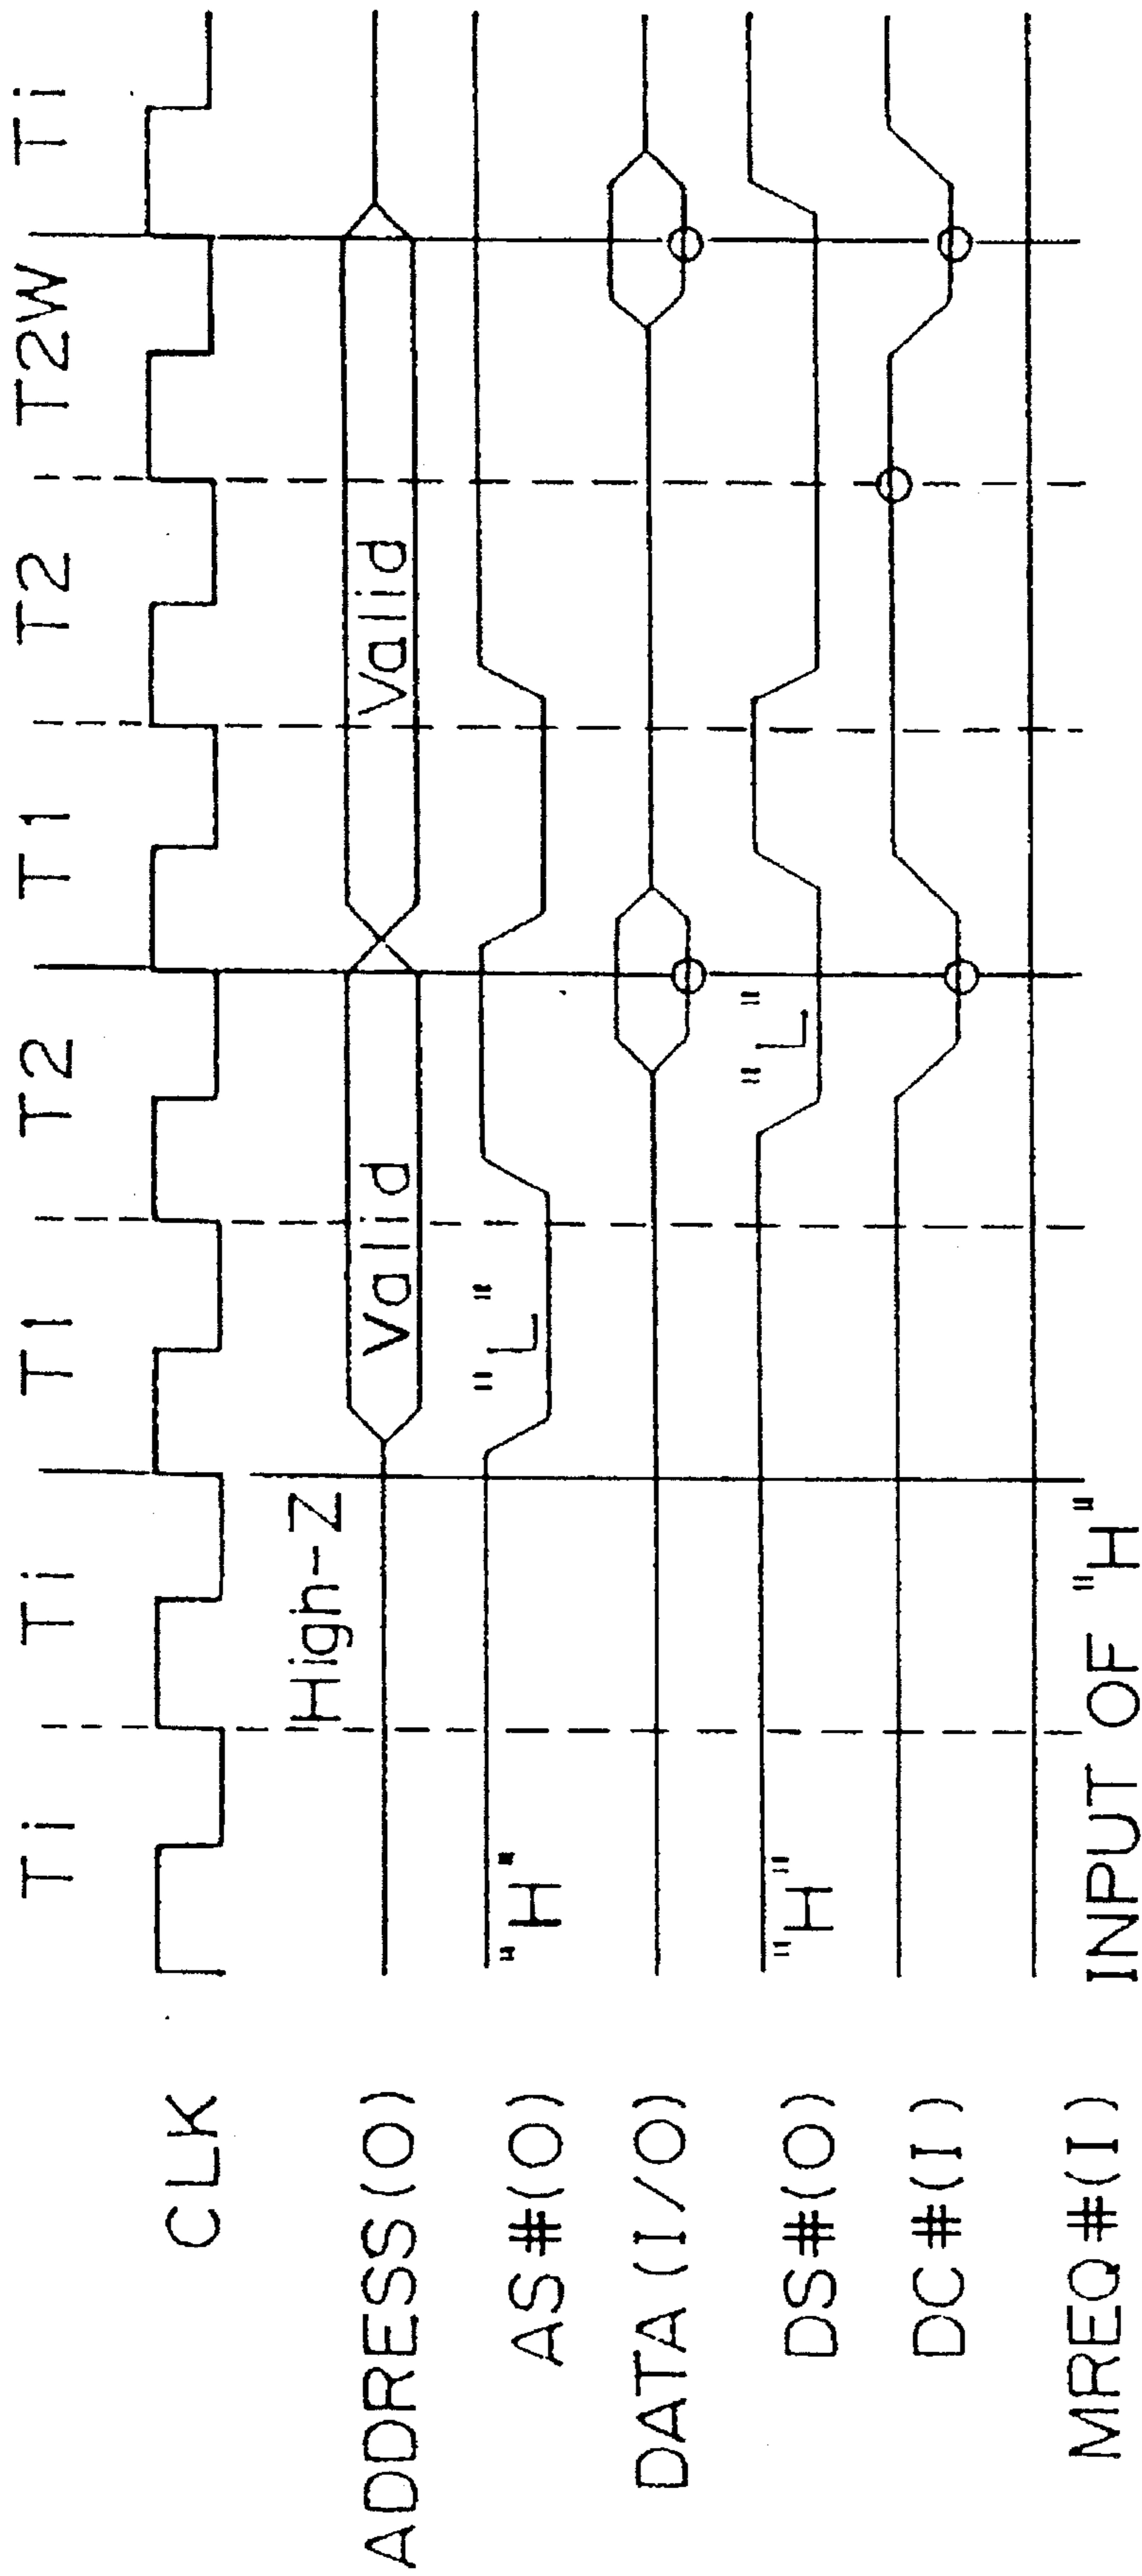 Ti Ti T1 T2 T1 T2 T2W Ti
CLK
High-Z
ADDRESS(O) Valid Valid
AS#(O) "H" "L"
DATA(I/O)
DS#(O) "H" "L"
DC#(I)
MREQ#(I) INPUT OF "H"